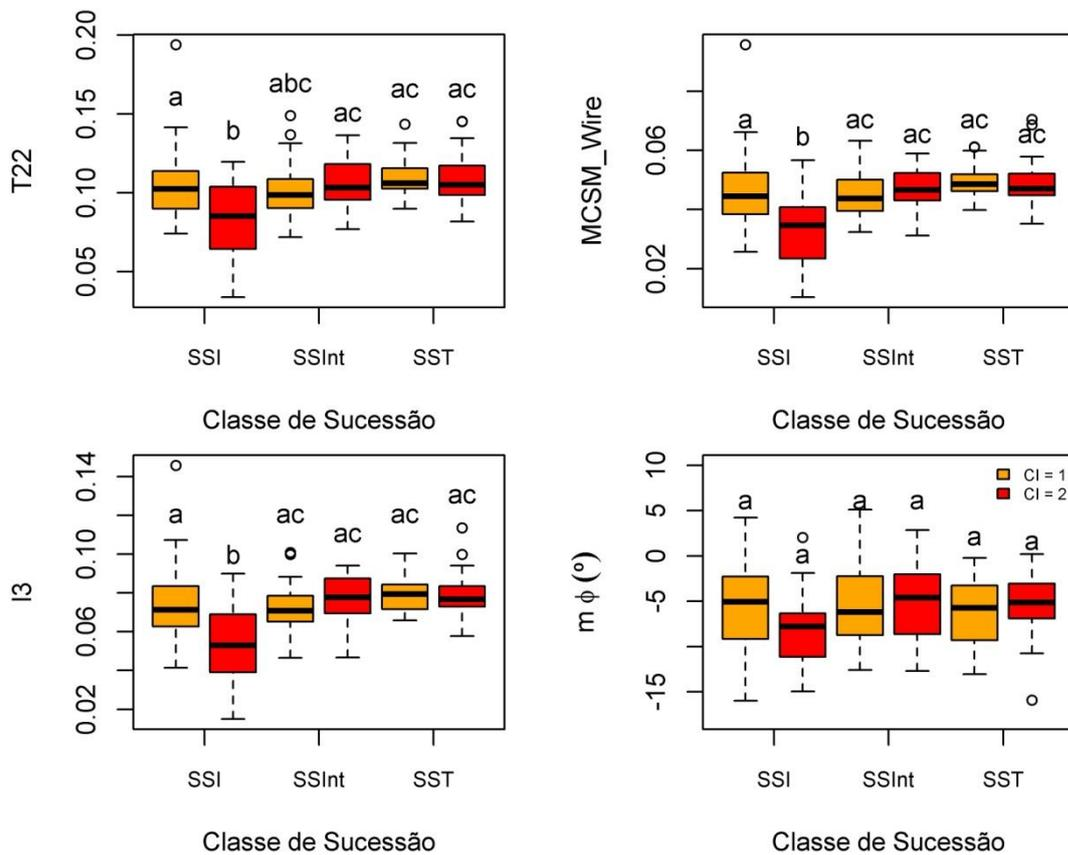 T22
0.05 0.10 0.15 0.20
a b abc ac ac ac
SSI SSInt SST
Classe de Sucessão
MCSM_Wire
0.02 0.06
a b ac ac ac ac
SSI SSInt SST
Classe de Sucessão
I3
0.02 0.06 0.10 0.14
a b ac ac ac ac
SSI SSInt SST
Classe de Sucessão
m ϕ (º)
-15 -5 0 5 10
CI = 1
CI = 2
a a a a a a
SSI SSInt SST
Classe de Sucessão